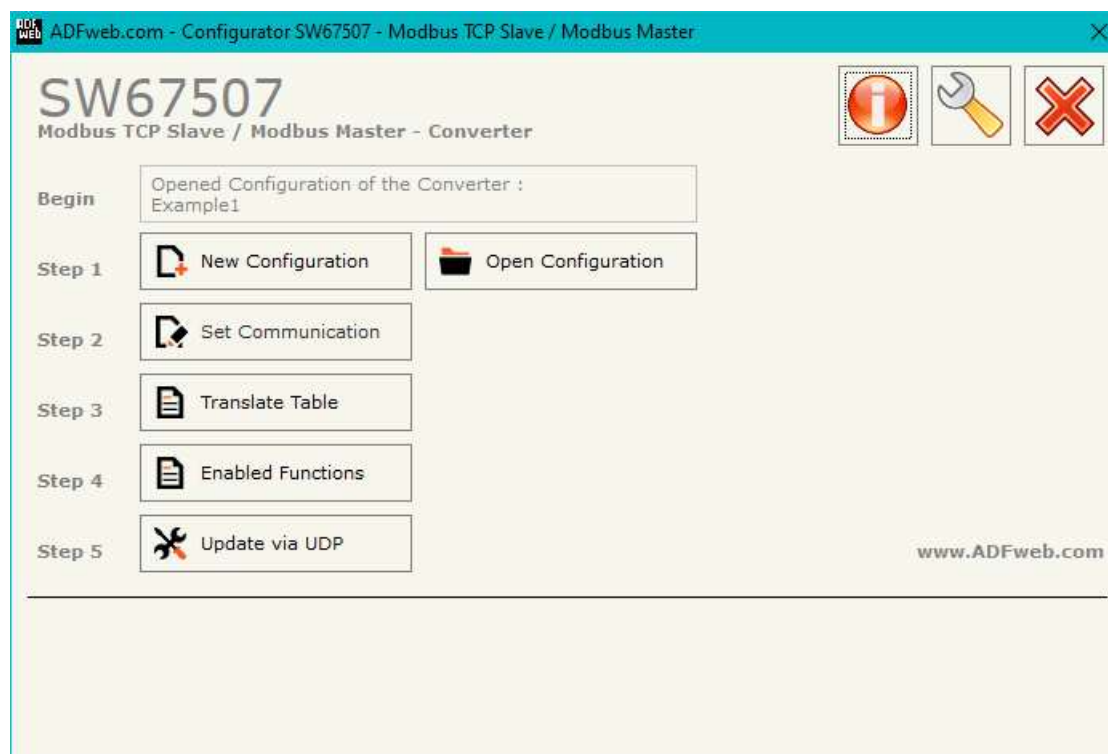 ADFweb.com - Configurator SW67507 - Modbus TCP Slave / Modbus Master
SW67507
Modbus TCP Slave / Modbus Master - Converter
Begin
Opened Configuration of the Converter :
Example1
Step 1
New Configuration
Open Configuration
Step 2
Set Communication
Step 3
Translate Table
Step 4
Enabled Functions
Step 5
Update via UDP
www.ADFweb.com